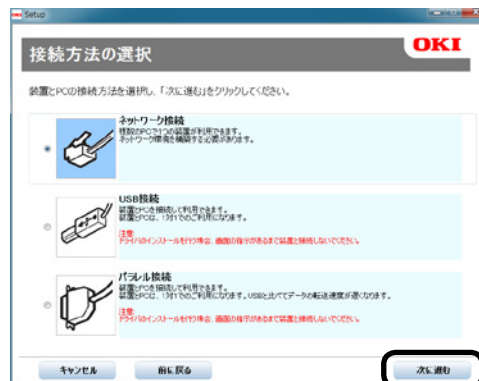 Setup
接続方法の選択
OKI
装置とPCの接続方法を選択し、「次に進む」をクリックしてください。
ネットワーク接続
複数のPCで1つの装置が利用できます。
ネットワーク環境を構築する必要があります。
USB接続
装置とPCを接続して利用できます。
装置とPCは、1対1でのご利用になります。
注意:
ドライバのインストールを行う場合、画面の指示があるまで装置と接続しないでください。
パラレル接続
装置とPCを接続して利用できます。
装置とPCは、1対1でのご利用になります。USBと比べてデータの転送速度が遅くなります。
注意:
ドライバのインストールを行う場合、画面の指示があるまで装置と接続しないでください。
キャンセル
前に戻る
次に進む